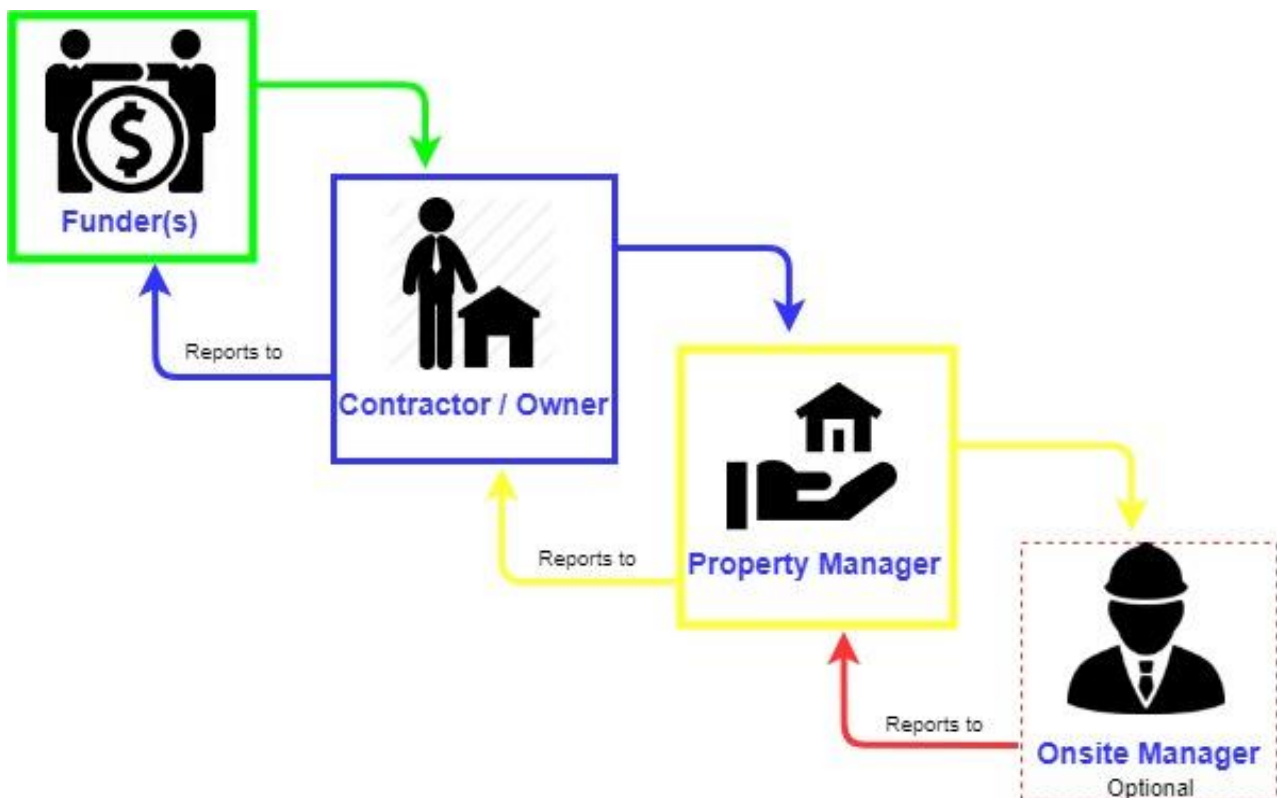 $
Funder(s)
Reports to
Contractor / Owner
Reports to
Property Manager
Reports to
Onsite Manager
Optional